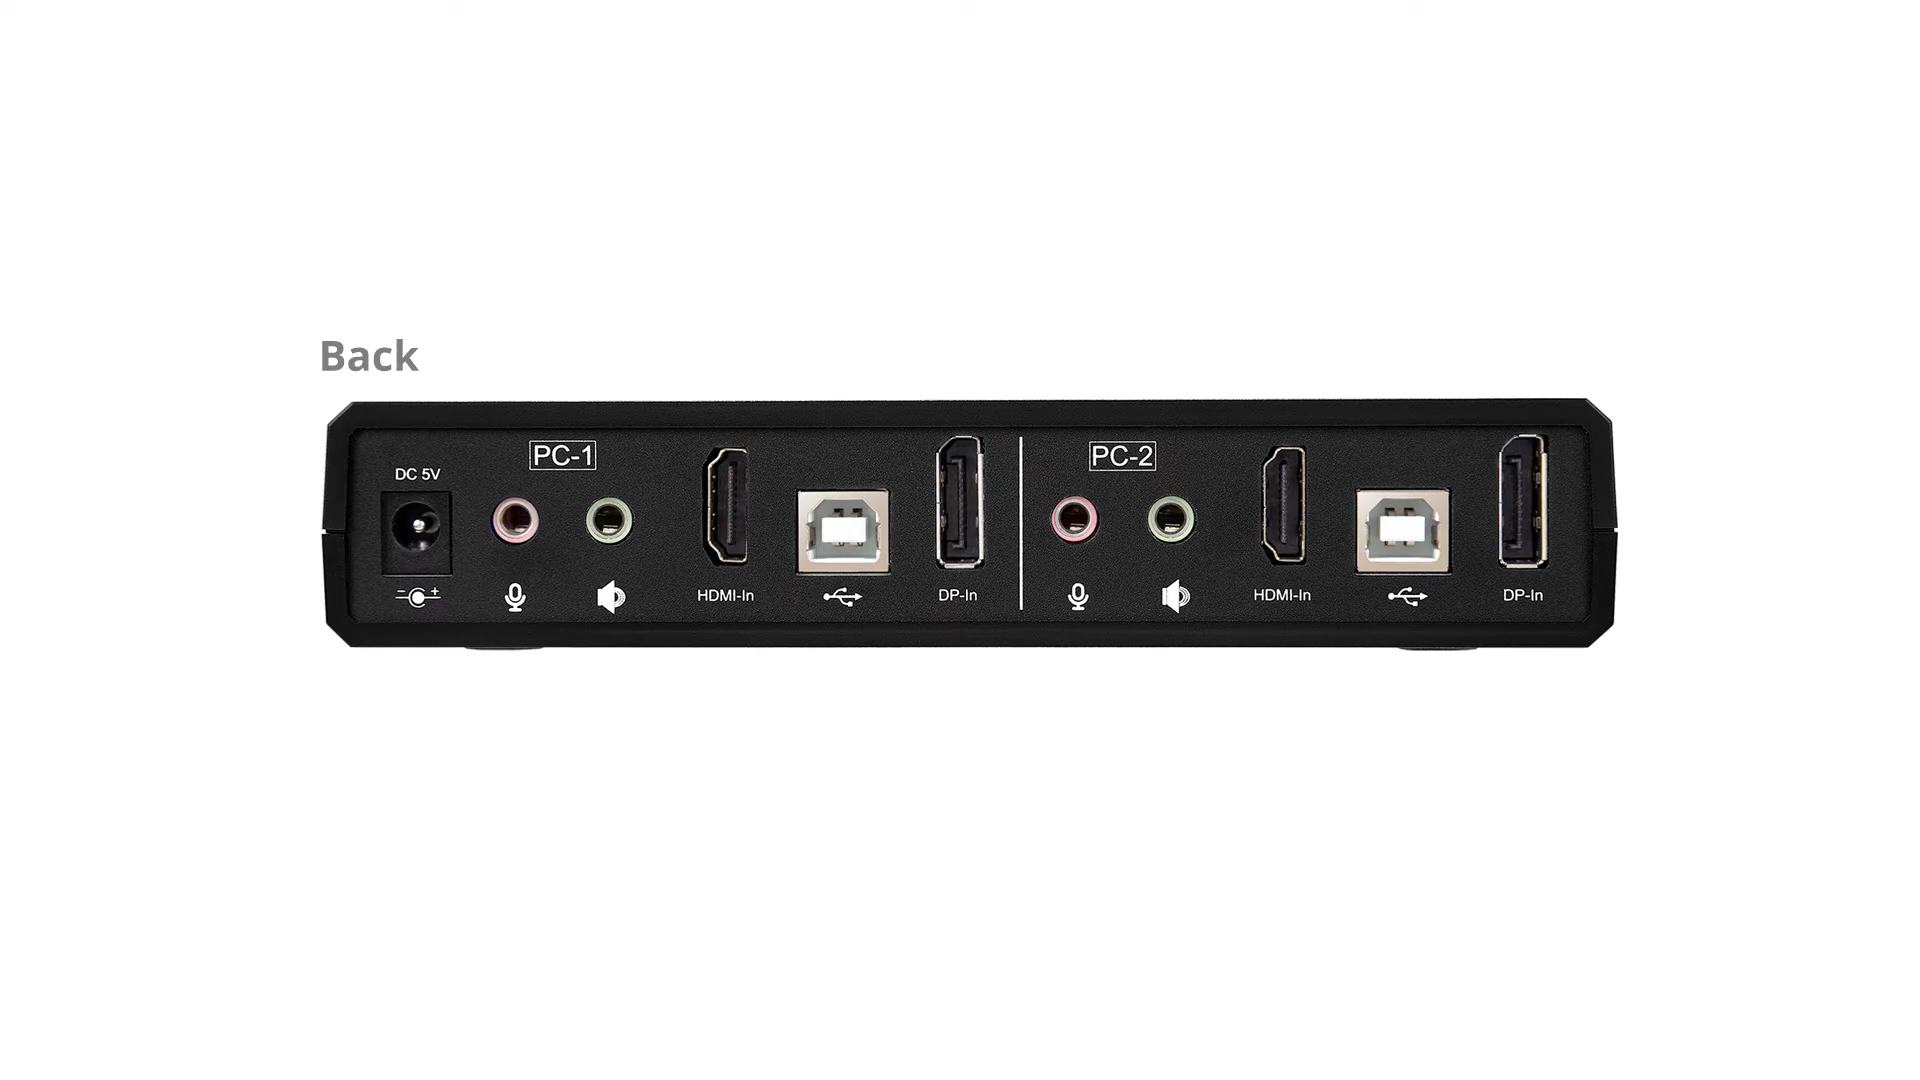 Back
PC-1
PC-2
DC 5V
- +
HDMI-In
DP-In
HDMI-In
DP-In